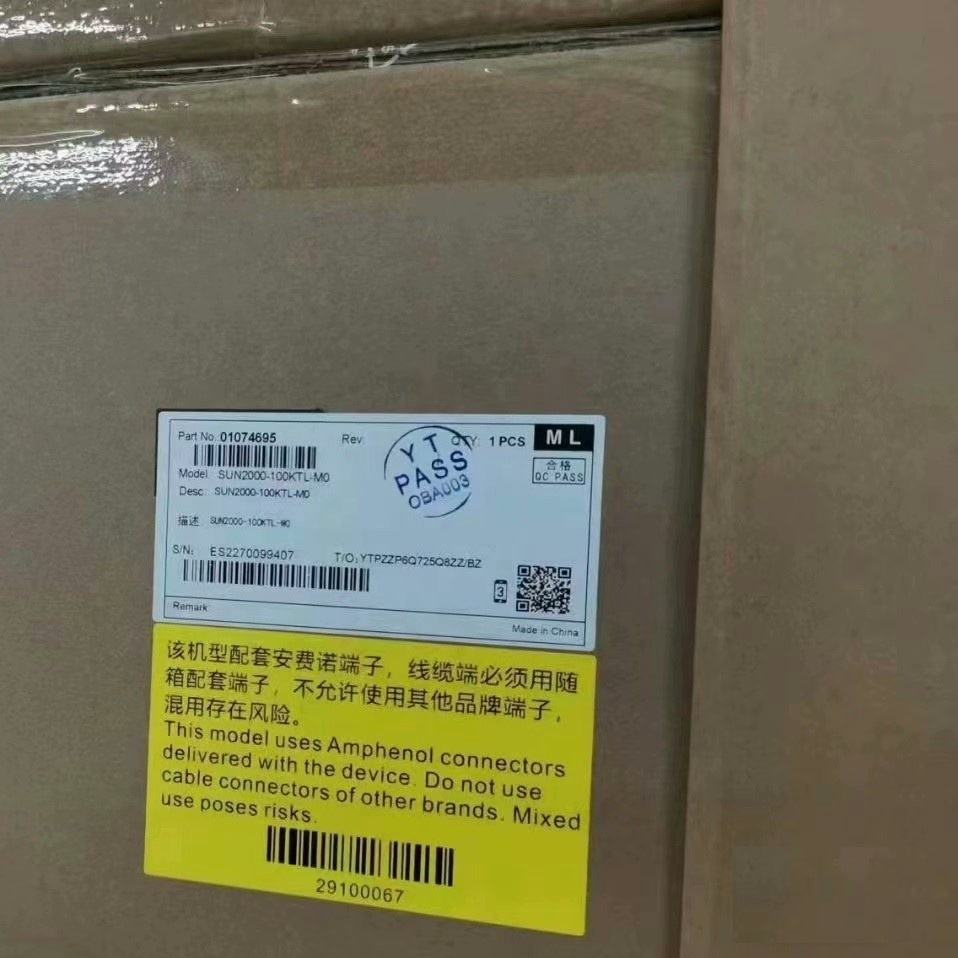 Part No. 01074695 Rev QTY: 1 PCS ML
YT
PASS
OBA003
合格
QC PASS
Model: SUN2000-100KTL-M0
Desc: SUN2000-100KTL-M0
描述: SUN2000-100KTL-M0
S/N: ES2270099407 T/O: YTPZZP6Q725Q8ZZ/BZ
3
Remark
Made in China
该机型配套安费诺端子，线缆端必须用随
箱配套端子，不允许使用其他品牌端子，
混用存在风险。
This model uses Amphenol connectors
delivered with the device. Do not use
cable connectors of other brands. Mixed
use poses risks.
29100067